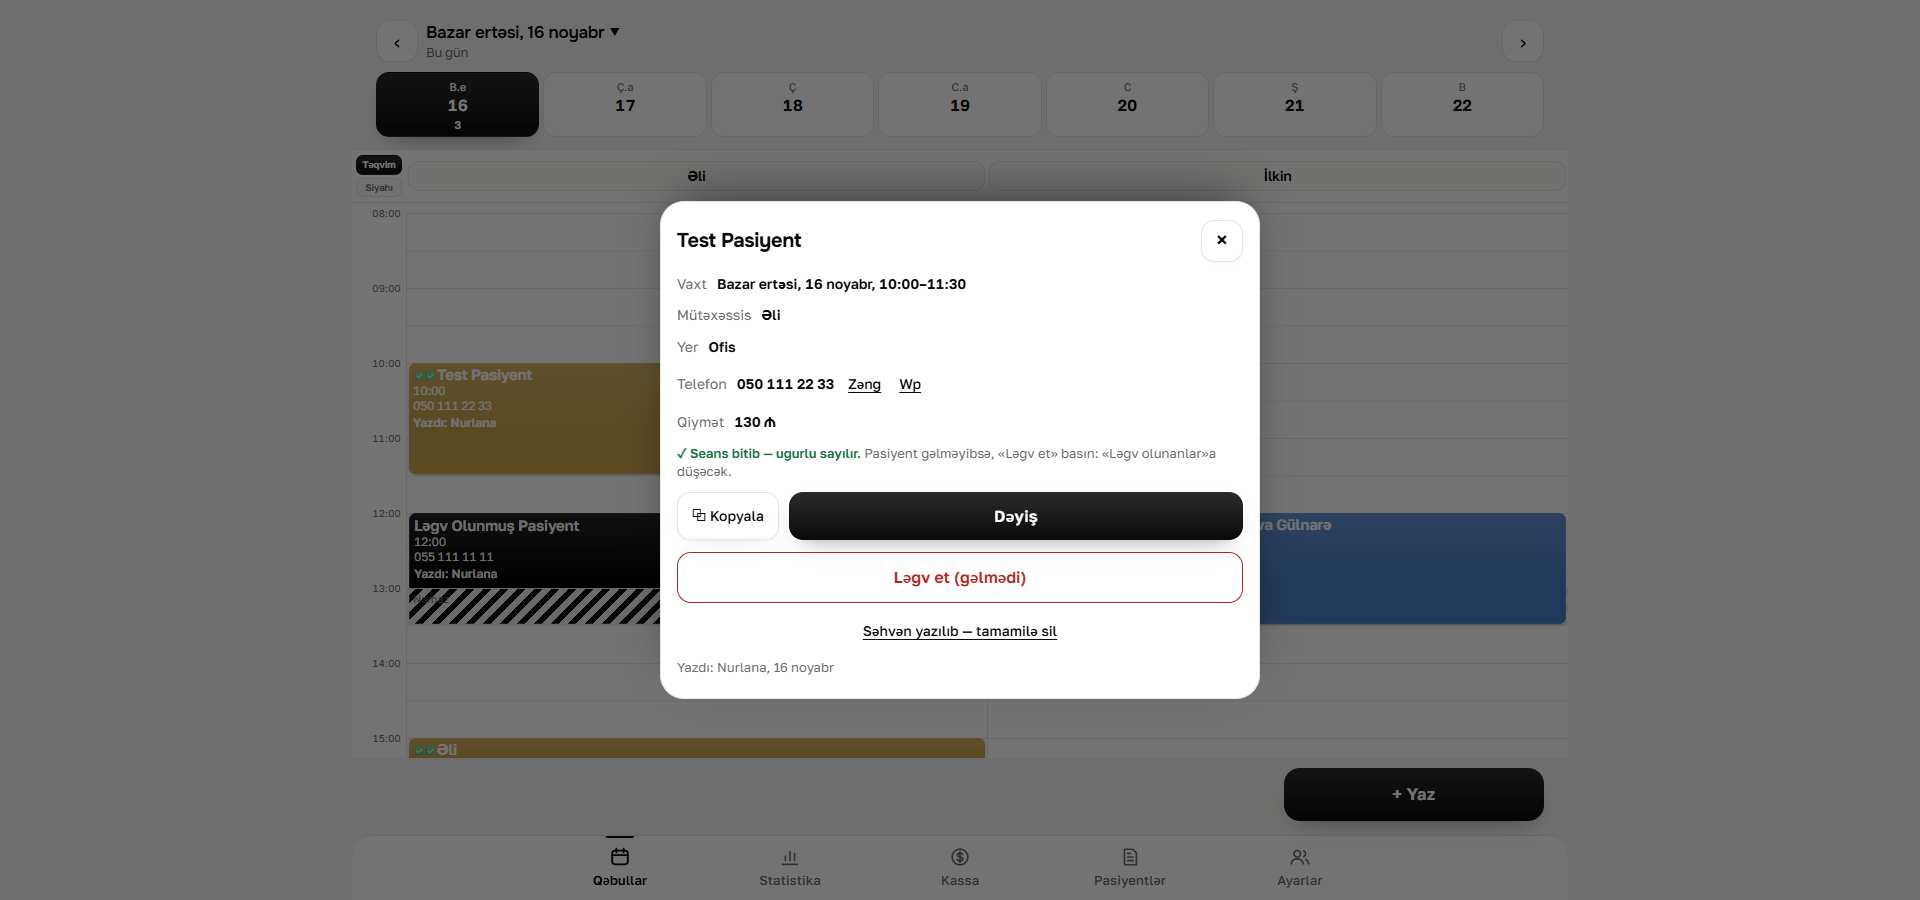 Bazar ertəsi, 16 noyabr
Bu gün
B.e
16
3
Ç.a
17
Ç
18
C.a
19
C
20
Ş
21
B
22
Təqvim
Siyahı
Əli
İlkin
08:00
09:00
10:00
11:00
12:00
13:00
14:00
15:00
Test Pasiyent
10:00
050 111 22 33
Yazdı: Nurlana
Ləğv Olunmuş Pasiyent
12:00
055 111 11 11
Yazdı: Nurlana
va Gülnarə
Əli
Test Pasiyent
Vaxt Bazar ertəsi, 16 noyabr, 10:00–11:30
Mütəxəssis Əli
Yer Ofis
Telefon 050 111 22 33 Zəng Wp
Qiymət 130 ₼
✓ Seans bitib — uğurlu sayılır. Pasiyent gəlməyibsə, «Ləğv et» basın: «Ləğv olunanlar»a
düşəcək.
Kopyala
Dəyiş
Ləğv et (gəlmədi)
Səhvən yazılıb — tamamilə sil
Yazdı: Nurlana, 16 noyabr
+ Yaz
Qəbullar
Statistika
Kassa
Pasiyentlər
Ayarlar